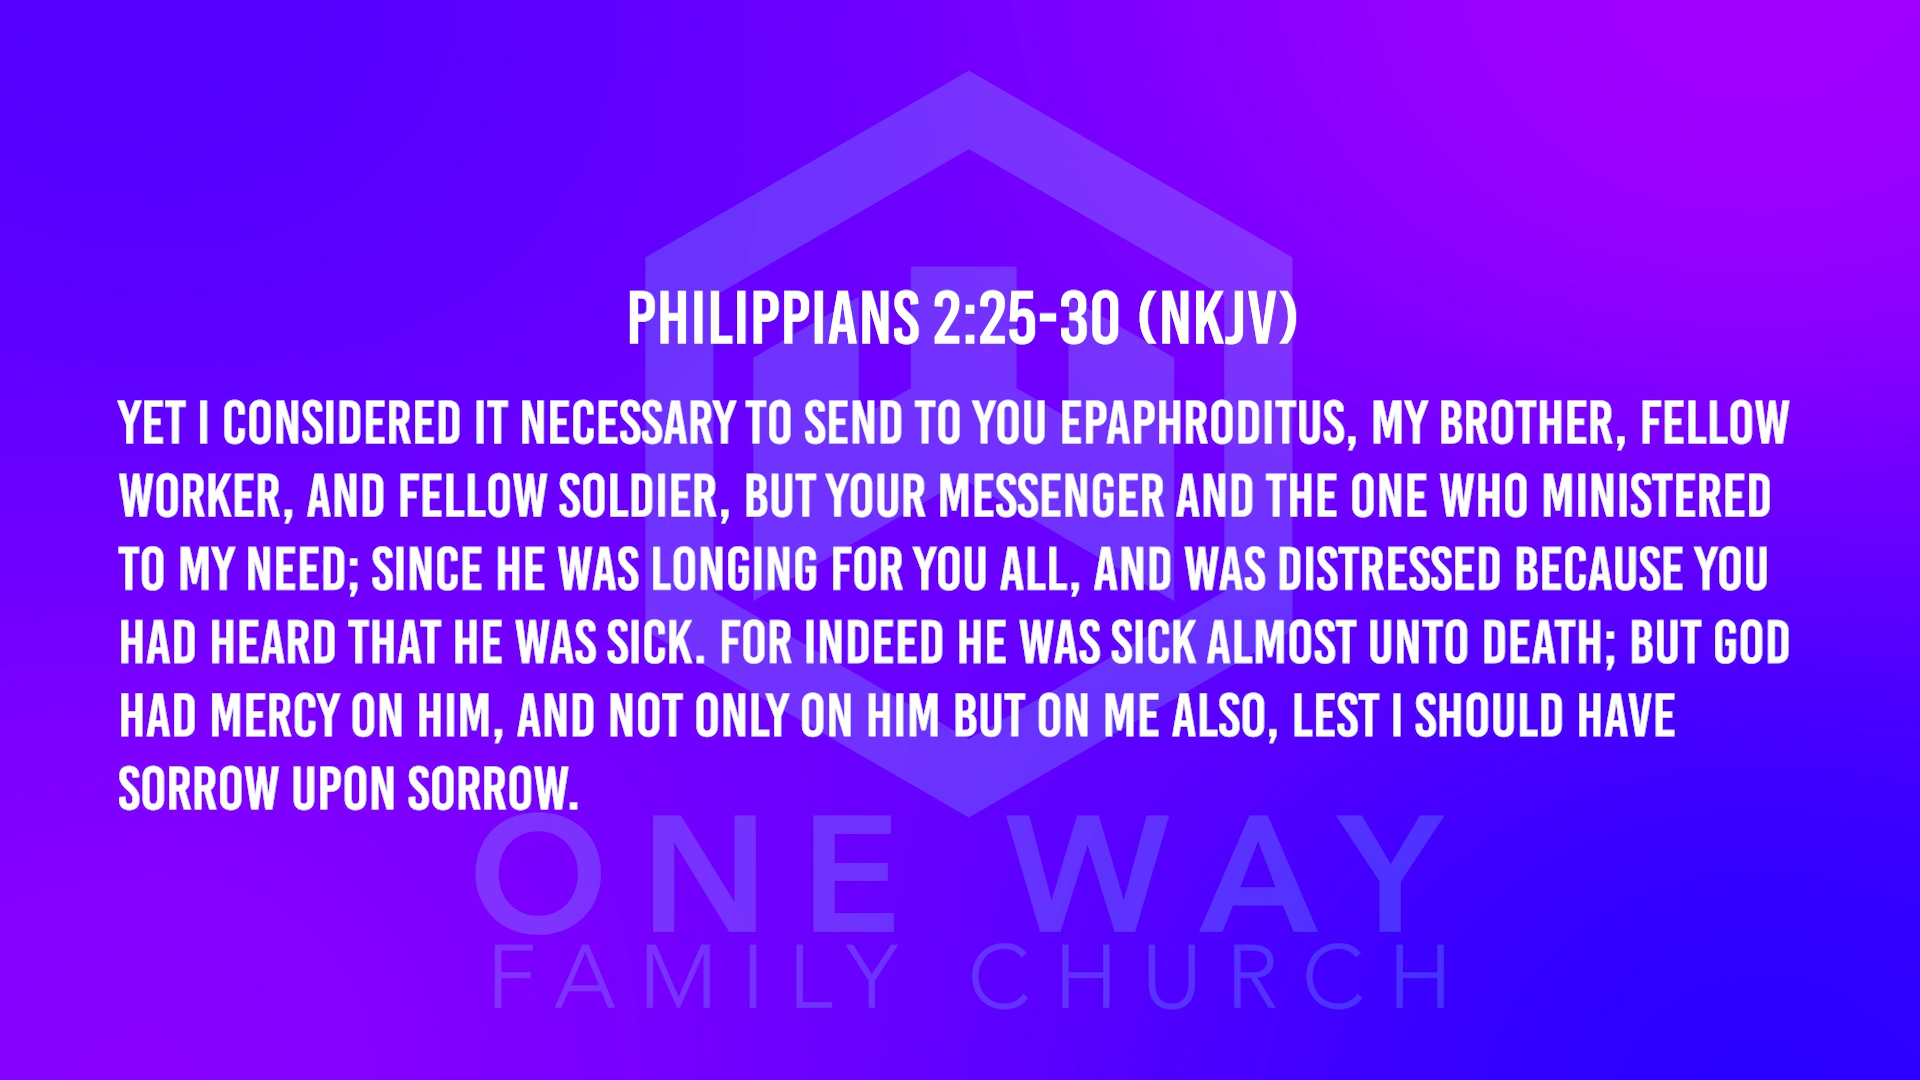 PHILIPPIANS 2:25-30 (NKJV)
YET I CONSIDERED IT NECESSARY TO SEND TO YOU EPAPHRODITUS, MY BROTHER, FELLOW
WORKER, AND FELLOW SOLDIER, BUT YOUR MESSENGER AND THE ONE WHO MINISTERED
TO MY NEED; SINCE HE WAS LONGING FOR YOU ALL, AND WAS DISTRESSED BECAUSE YOU
HAD HEARD THAT HE WAS SICK. FOR INDEED HE WAS SICK ALMOST UNTO DEATH; BUT GOD
HAD MERCY ON HIM, AND NOT ONLY ON HIM BUT ON ME ALSO, LEST I SHOULD HAVE
SORROW UPON SORROW.
ONE WAY
FAMILY CHURCH